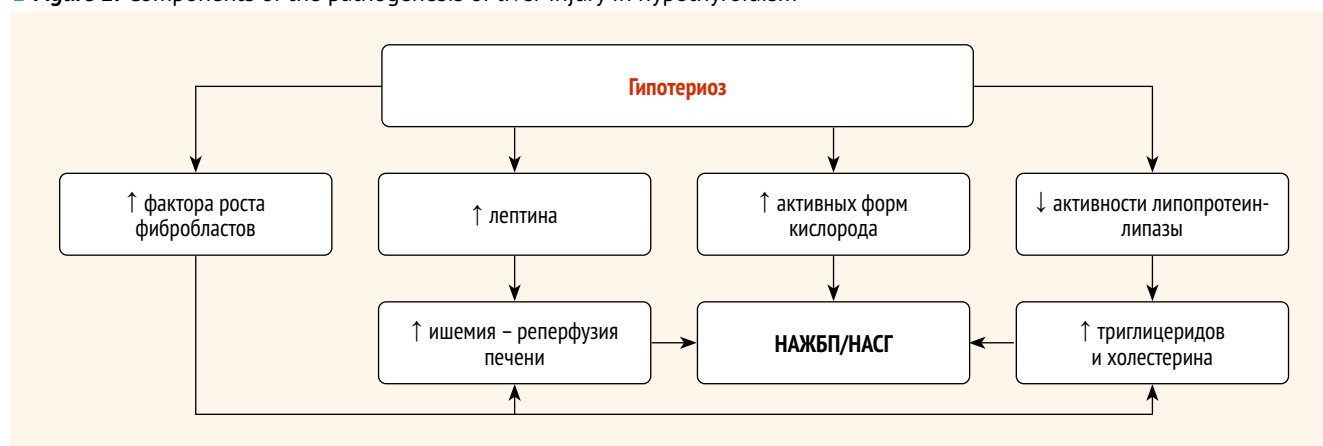 Figure 2. Components of the pathogenesis of liver injury in hypothyroidism
Гипотериоз
↑ фактора роста
фибробластов
↑ лептина
↑ активных форм
кислорода
↓ активности липопротеин-
липазы
↑ ишемия – реперфузия
печени
НАЖБП/НАСГ
↑ триглицеридов
и холестерина